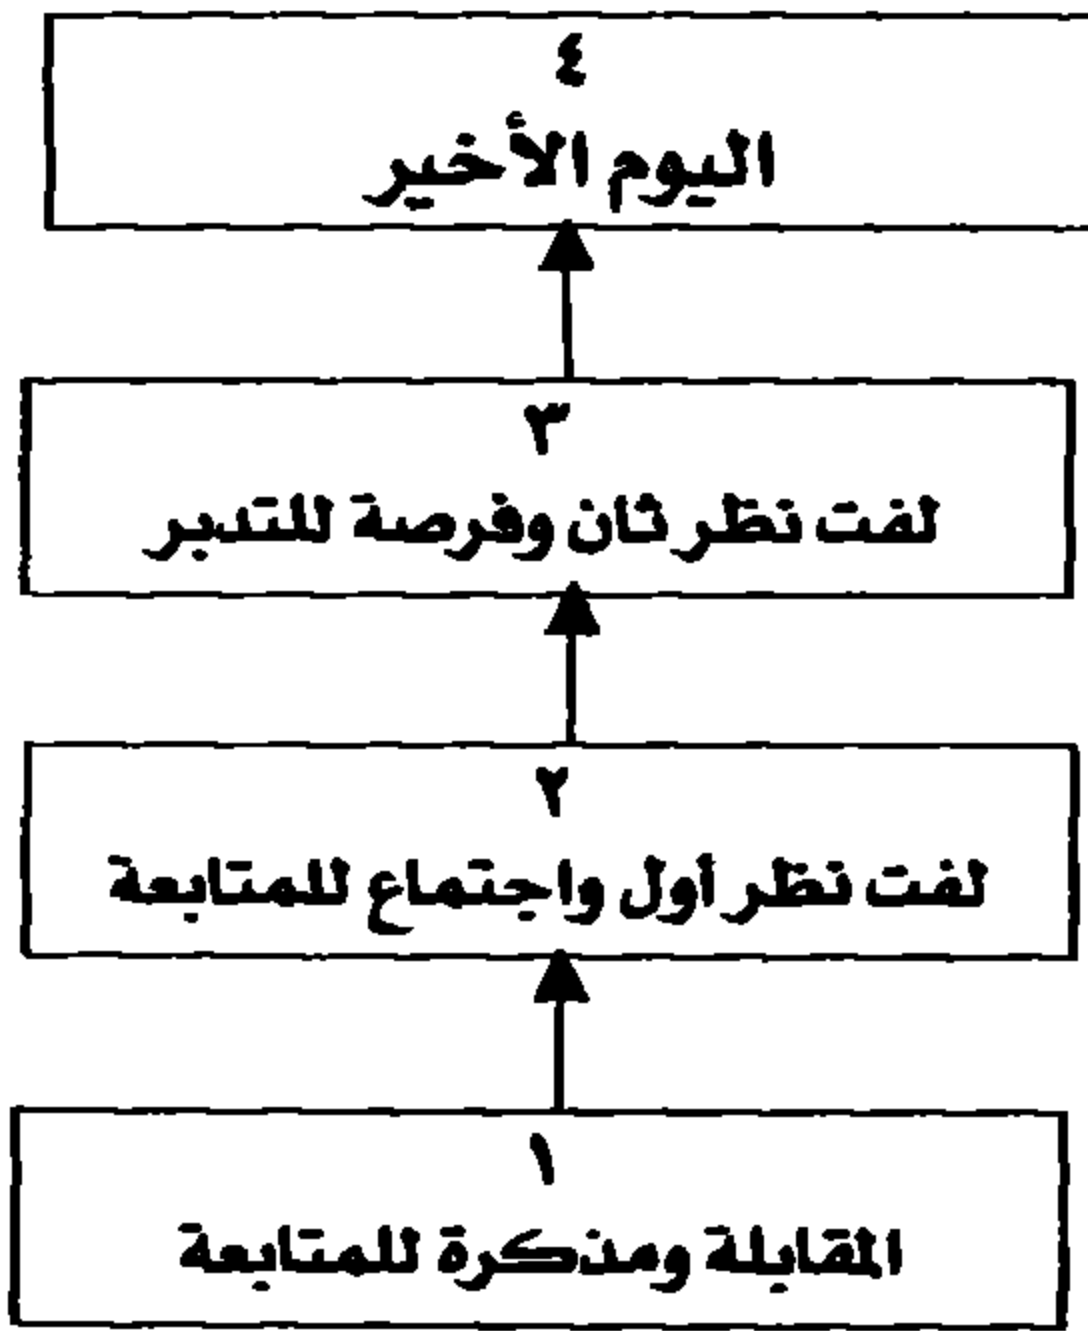 ٤
اليوم الأخير
٣
لفت نظر ثان وفرصة للتدبر
٢
لفت نظر أول واجتماع للمتابعة
١
المقابلة ومذكرة للمتابعة